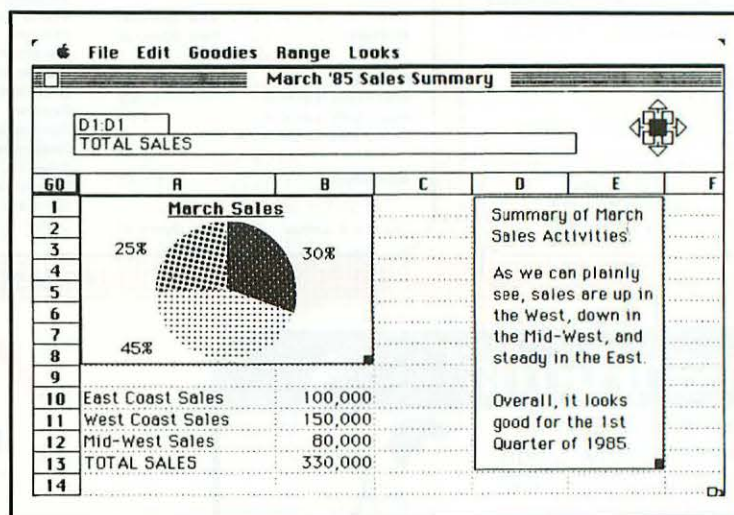 File Edit Goodies Range Looks
March '85 Sales Summary
D1:D1
TOTAL SALES
GO A B C D E F
1
2
3
4
5
6
7
8
9
10
11
12
13
14
March Sales
25%
30%
45%
East Coast Sales 100,000
West Coast Sales 150,000
Mid-West Sales 80,000
TOTAL SALES 330,000
Summary of March
Sales Activities:
As we can plainly
see, sales are up in
the West, down in
the Mid-West, and
steady in the East.
Overall, it looks
good for the 1st
Quarter of 1985.